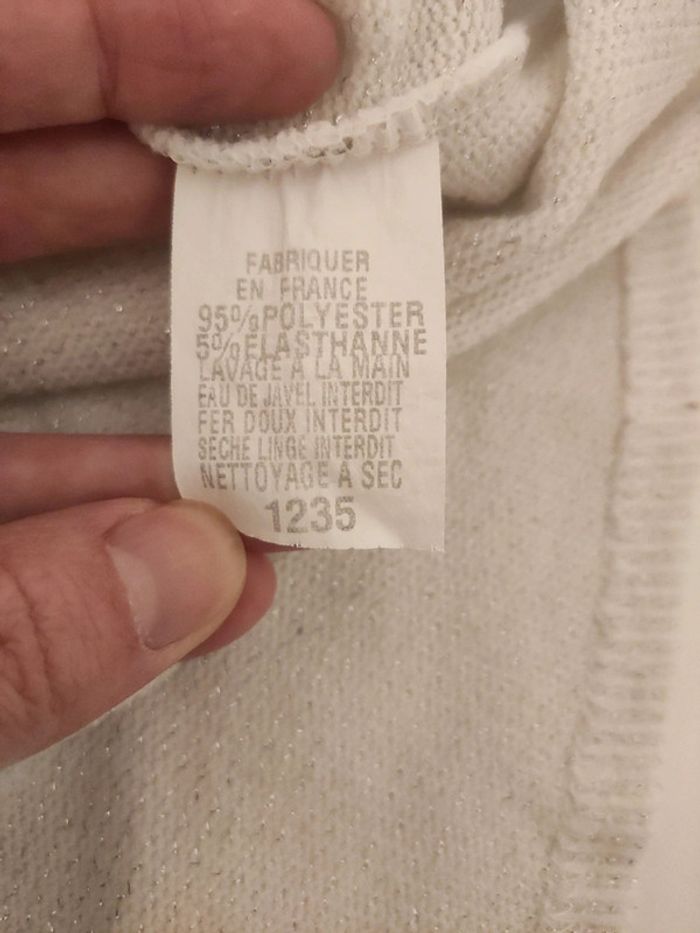 FABRIQUER
EN FRANCE
95%POLYESTER
5%ELASTHANNE
LAVAGE A LA MAIN
EAU DE JAVEL INTERDIT
FER DOUX INTERDIT
SECHE LINGE INTERDIT
NETTOYAGE A SEC
1235